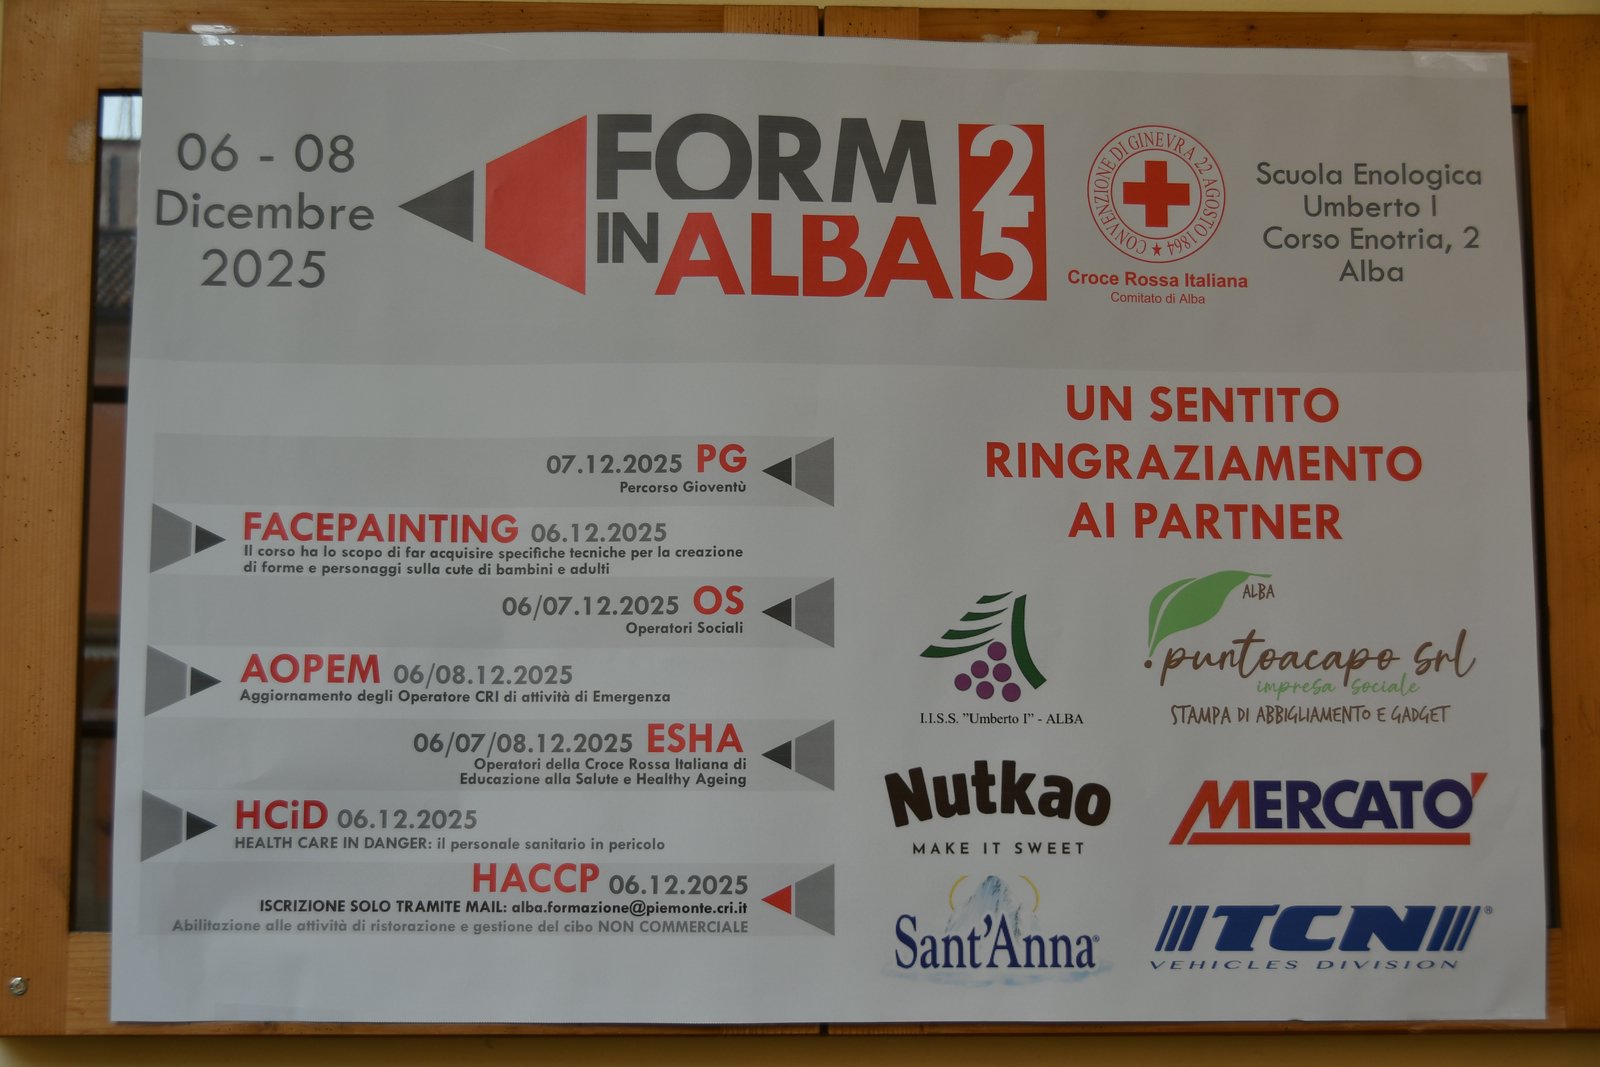 06 - 08
Dicembre
2025
FORM
IN ALBA
25
CONVENZIONE DI GINEVRA 22 AGOSTO 1864
Croce Rossa Italiana
Comitato di Alba
Scuola Enologica
Umberto I
Corso Enotria, 2
Alba
07.12.2025 PG
Percorso Gioventù
FACEPAINTING 06.12.2025
Il corso ha lo scopo di far acquisire specifiche tecniche per la creazione
di forme e personaggi sulla cute di bambini e adulti
06/07.12.2025 OS
Operatori Sociali
AOPEM 06/08.12.2025
Aggiornamento degli Operatore CRI di attività di Emergenza
06/07/08.12.2025 ESHA
Operatori della Croce Rossa Italiana di
Educazione alla Salute e Healthy Ageing
HCiD 06.12.2025
HEALTH CARE IN DANGER: il personale sanitario in pericolo
HACCP 06.12.2025
ISCRIZIONE SOLO TRAMITE MAIL: alba.formazione@piemonte.cri.it
Abilitazione alle attività di ristorazione e gestione del cibo NON COMMERCIALE
UN SENTITO
RINGRAZIAMENTO
AI PARTNER
I.I.S.S. "Umberto I" - ALBA
ALBA
.puntoacapo srl
impresa sociale
STAMPA DI ABBIGLIAMENTO E GADGET
Nutkao
MAKE IT SWEET
MERCATO'
Sant'Anna®
TCN®
VEHICLES DIVISION